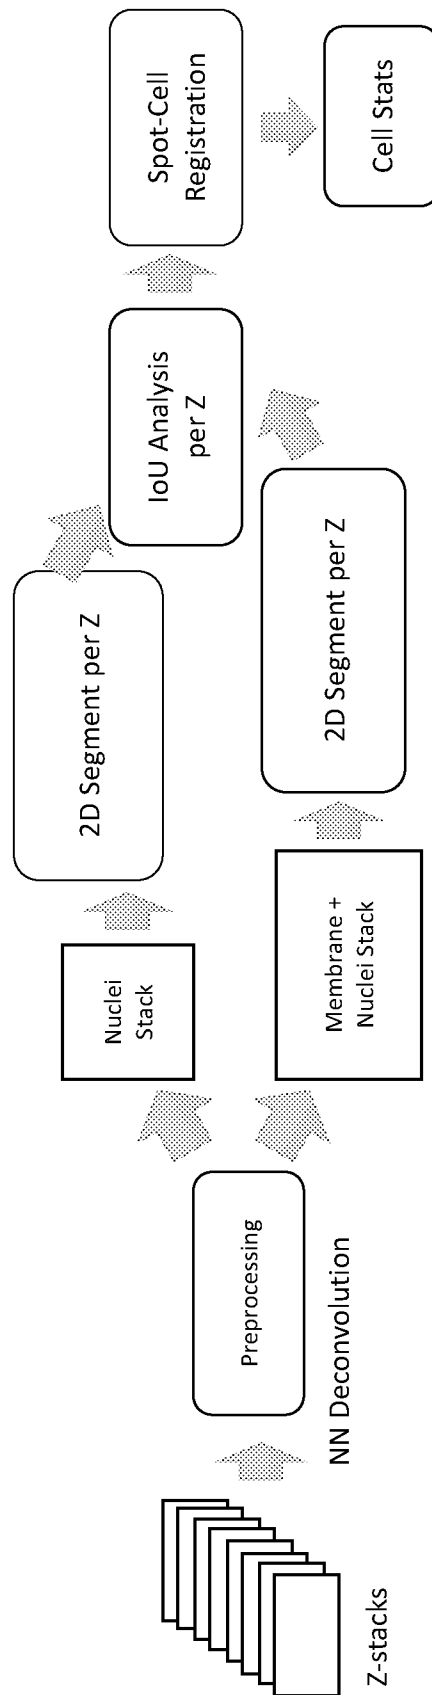 Z-stacks
Preprocessing
NN Deconvolution
Nuclei
Stack
2D Segment per Z
Membrane +
Nuclei Stack
2D Segment per Z
IoU Analysis
per Z
Spot-Cell
Registration
Cell Stats